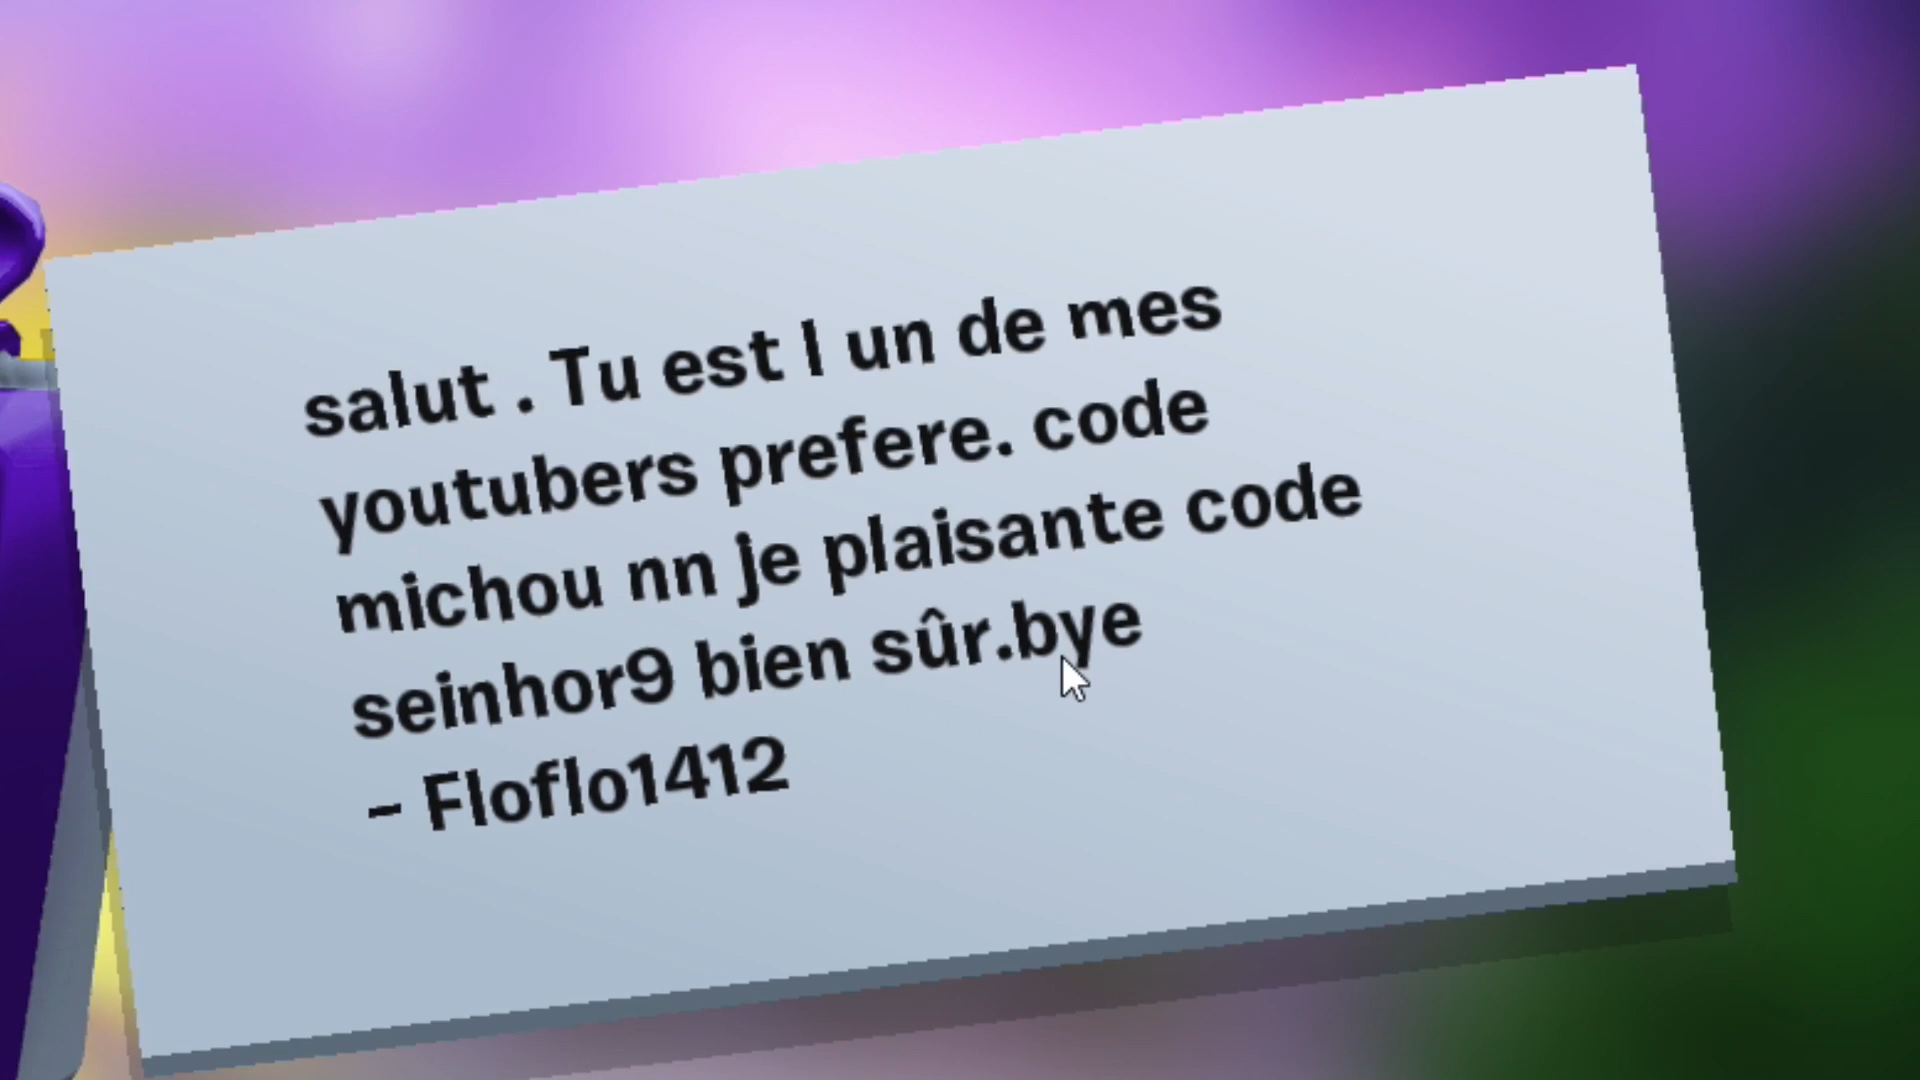 salut . Tu est l un de mes
youtubers prefere. code
michou nn je plaisante code
seinhor9 bien sûr.bye
- Floflo1412